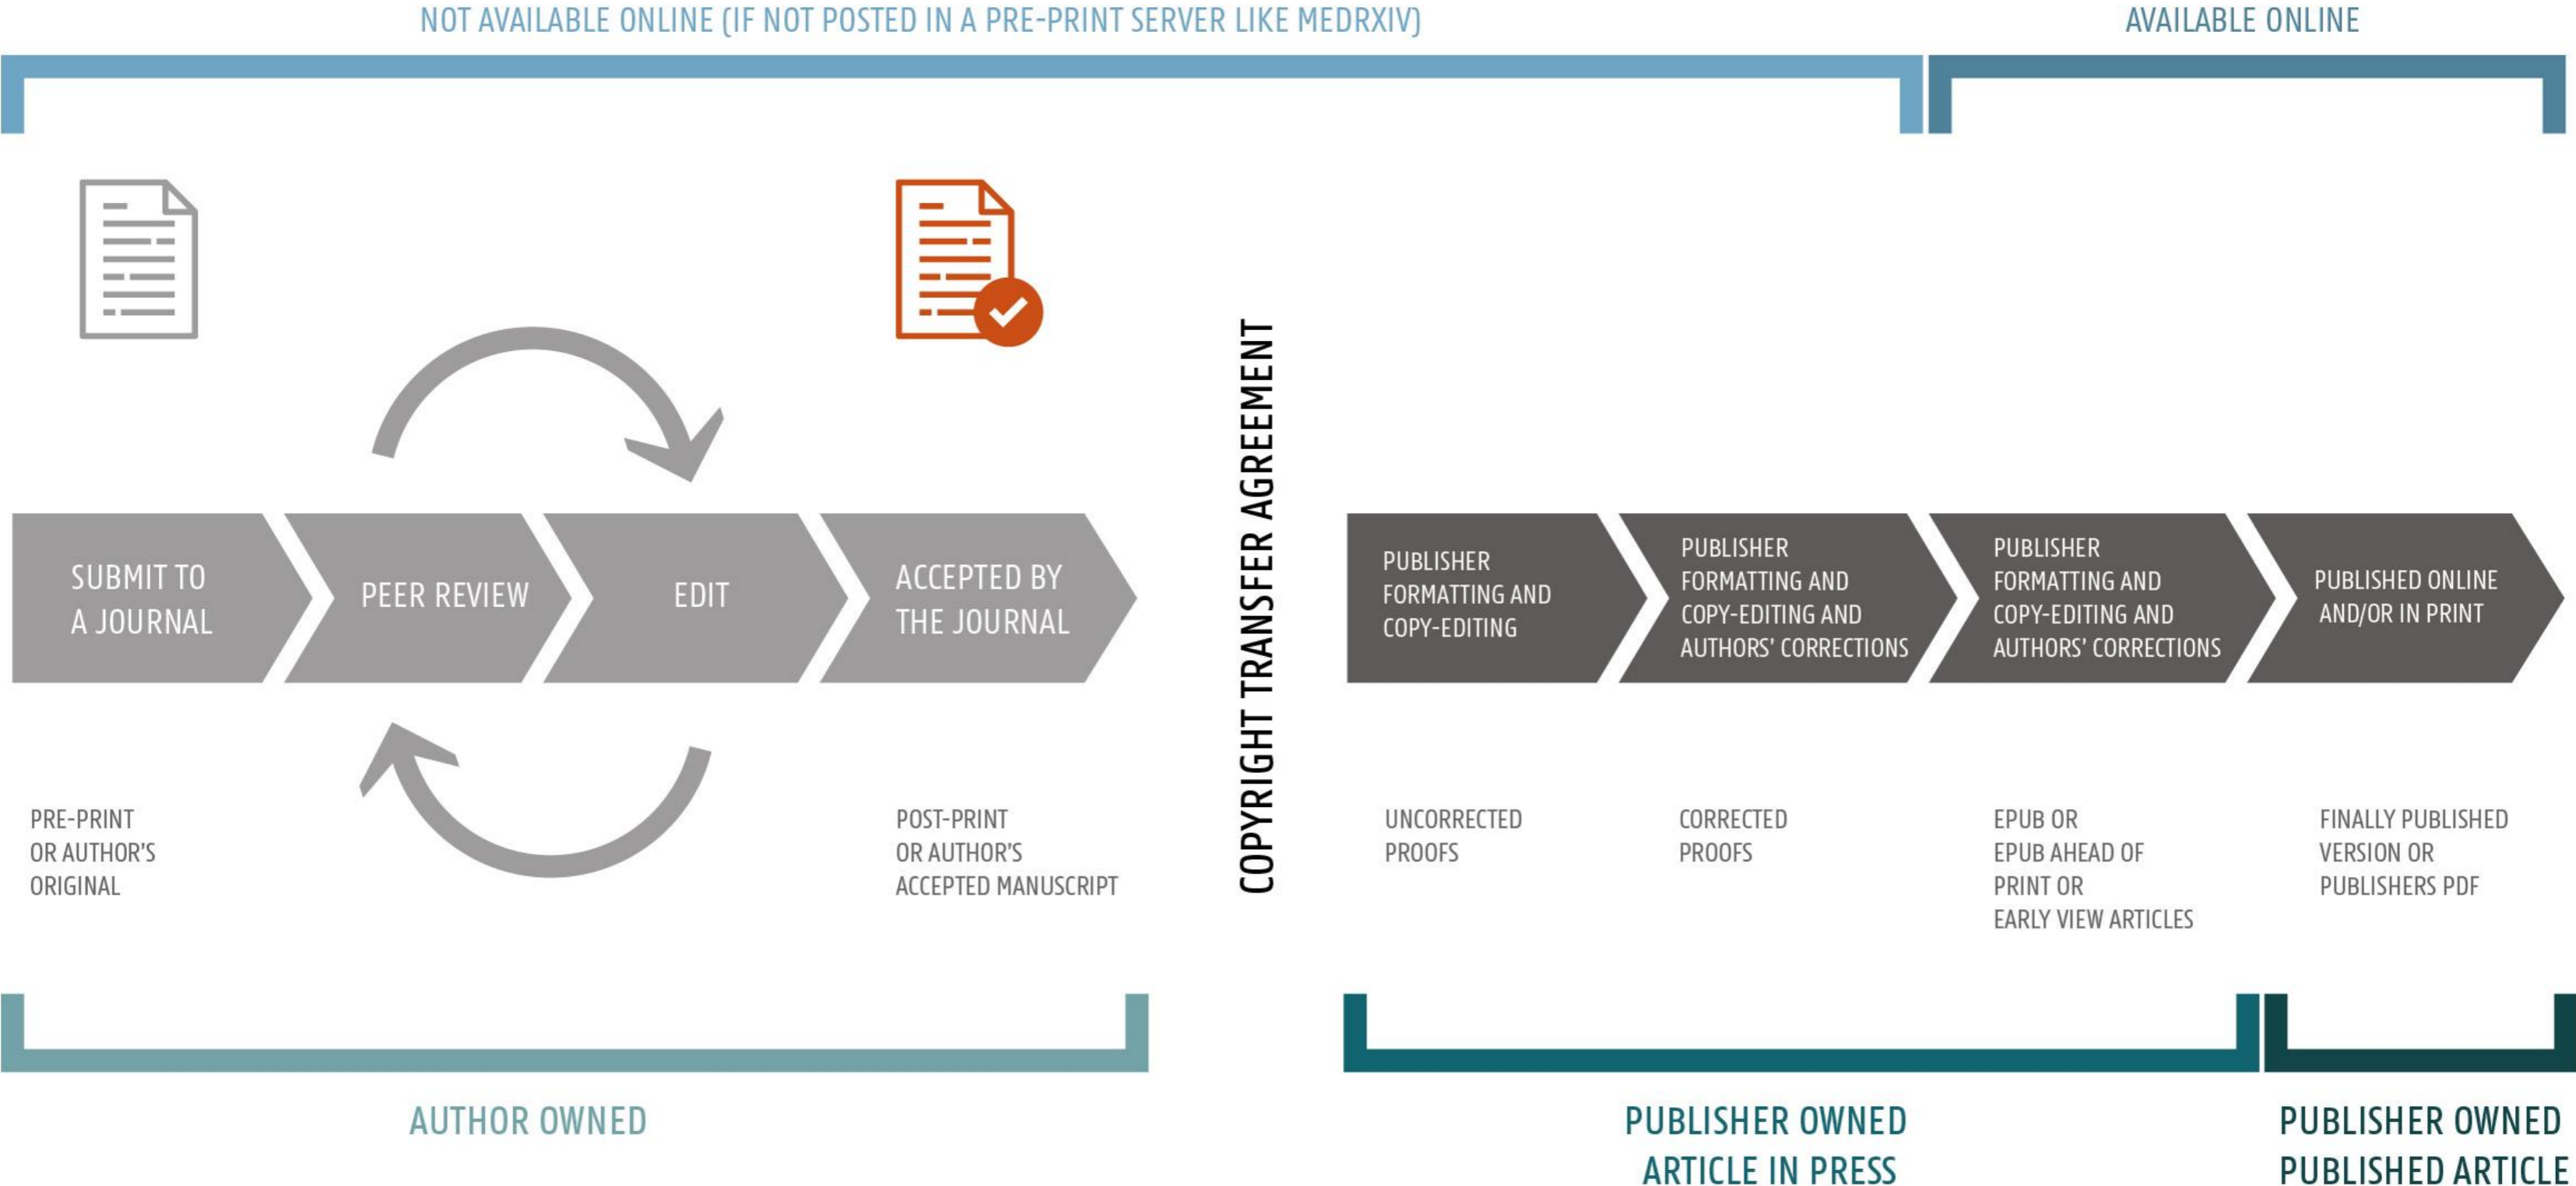 NOT AVAILABLE ONLINE (IF NOT POSTED IN A PRE-PRINT SERVER LIKE MEDRXIV)
AVAILABLE ONLINE
SUBMIT TO
A JOURNAL
PEER REVIEW
EDIT
ACCEPTED BY
THE JOURNAL
COPYRIGHT TRANSFER AGREEMENT
PUBLISHER
FORMATTING AND
COPY-EDITING
PUBLISHER
FORMATTING AND
COPY-EDITING AND
AUTHORS' CORRECTIONS
PUBLISHER
FORMATTING AND
COPY-EDITING AND
AUTHORS' CORRECTIONS
PUBLISHED ONLINE
AND/OR IN PRINT
PRE-PRINT
OR AUTHOR'S
ORIGINAL
POST-PRINT
OR AUTHOR'S
ACCEPTED MANUSCRIPT
UNCORRECTED
PROOFS
CORRECTED
PROOFS
EPUB OR
EPUB AHEAD OF
PRINT OR
EARLY VIEW ARTICLES
FINALLY PUBLISHED
VERSION OR
PUBLISHERS PDF
AUTHOR OWNED
PUBLISHER OWNED
ARTICLE IN PRESS
PUBLISHER OWNED
PUBLISHED ARTICLE